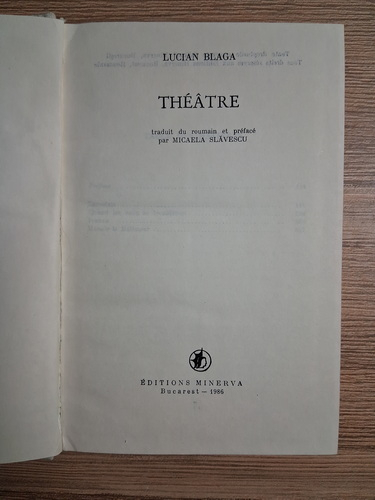 LUCIAN BLAGA
THÉÂTRE
traduit du roumain et préfacé
par MICAELA SLĂVESCU
ÉDITIONS MINERVA
Bucarest — 1986